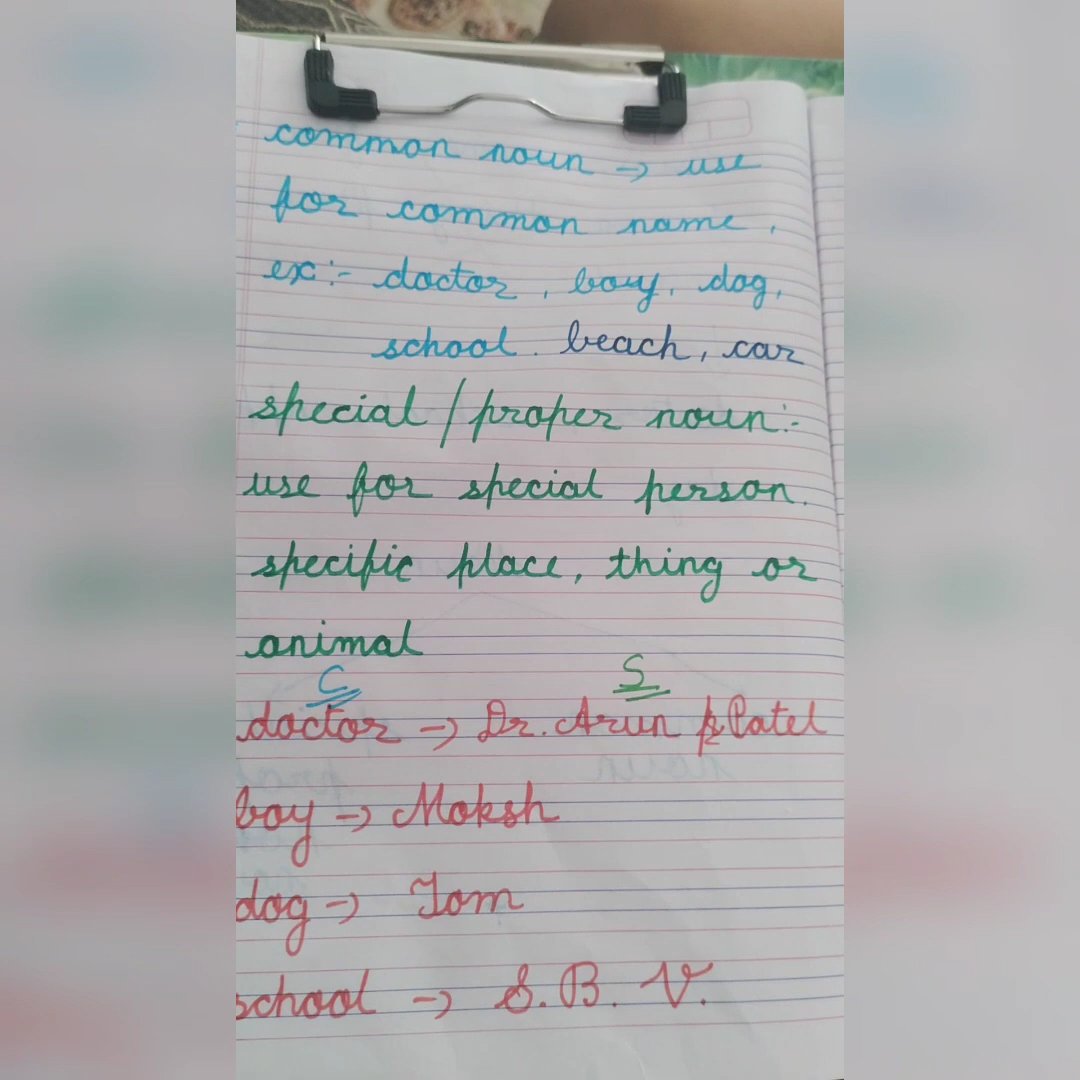 common noun → use
for common name,
ex:- doctor, boy, dog,
school. beach, car
special / proper noun:-
use for special person.
specific place, thing or
animal
C S
doctor → Dr. Arun Patel
boy → Moksh
dog → Tom
school → S. B. V.